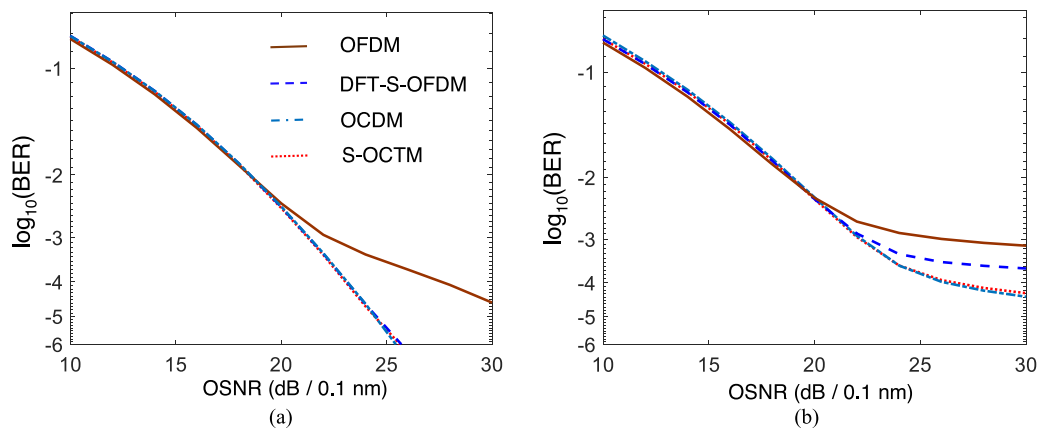 -1
-2
-3
-4
-5
-6
10
15
20
25
30
log10(BER)
OSNR (dB / 0.1 nm)
OFDM
DFT-S-OFDM
OCDM
S-OCTM
(a)
-1
-2
-3
-4
-5
-6
10
15
20
25
30
log10(BER)
OSNR (dB / 0.1 nm)
(b)